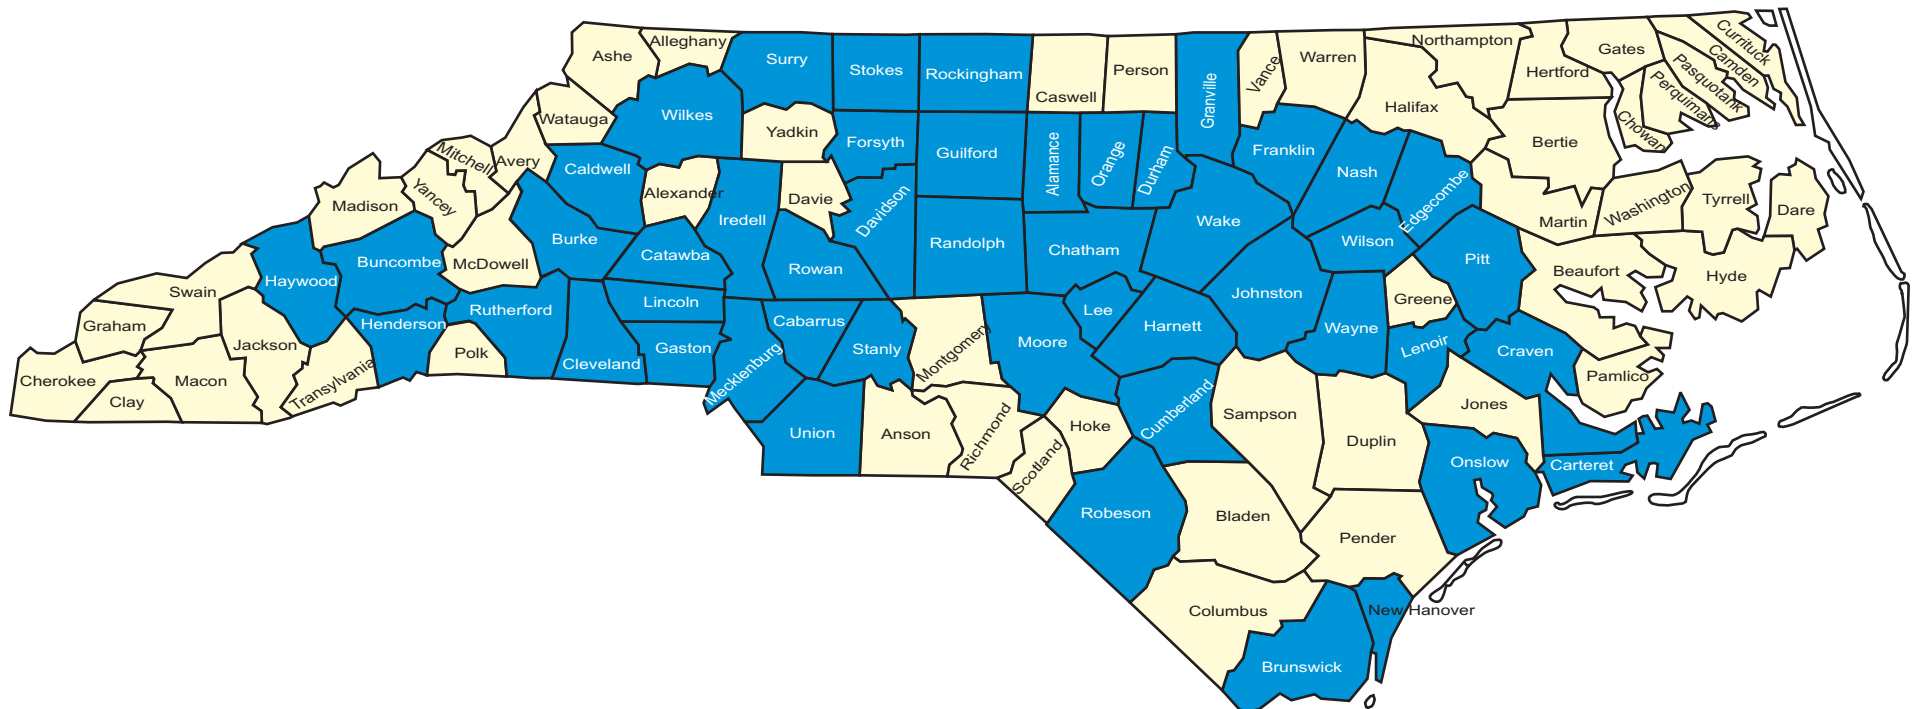 Ashe
Alleghany
Surry
Stokes
Rockingham
Caswell
Person
Granville
Vance
Warren
Northampton
Hertford
Gates
Currituck
Camden
Pasquotank
Perquimans
Chowan
Halifax
Bertie
Watauga
Wilkes
Yadkin
Forsyth
Guilford
Alamance
Orange
Durham
Franklin
Nash
Edgecombe
Mitchell
Avery
Caldwell
Alexander
Iredell
Davie
Davidson
Randolph
Chatham
Wake
Wilson
Martin
Washington
Tyrrell
Dare
Madison
Yancey
McDowell
Burke
Catawba
Rowan
Johnston
Pitt
Beaufort
Hyde
Swain
Haywood
Buncombe
Rutherford
Lincoln
Cabarrus
Lee
Harnett
Wayne
Greene
Graham
Jackson
Henderson
Polk
Cleveland
Gaston
Mecklenburg
Stanly
Montgomery
Moore
Lenoir
Craven
Pamlico
Cherokee
Clay
Macon
Transylvania
Union
Anson
Richmond
Scotland
Hoke
Cumberland
Sampson
Duplin
Jones
Onslow
Carteret
Robeson
Bladen
Pender
Columbus
New Hanover
Brunswick